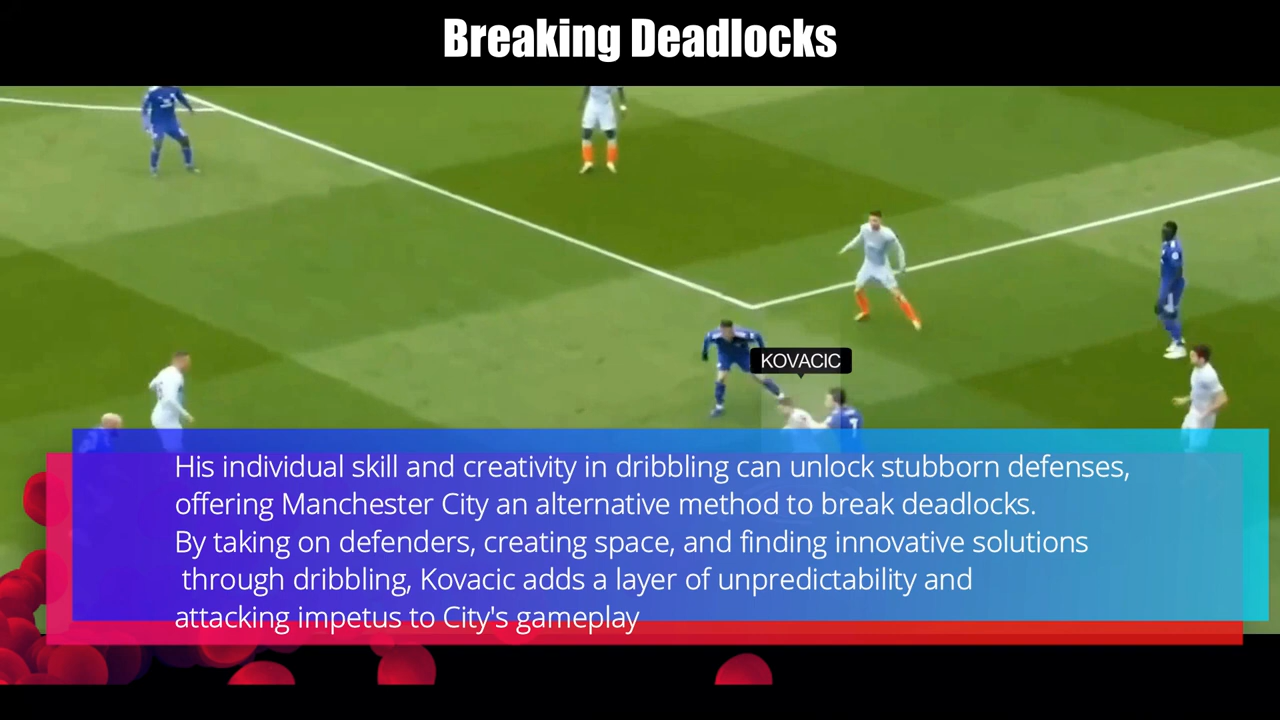 Breaking Deadlocks
KOVACIC
His individual skill and creativity in dribbling can unlock stubborn defenses,
offering Manchester City an alternative method to break deadlocks.
By taking on defenders, creating space, and finding innovative solutions
through dribbling, Kovacic adds a layer of unpredictability and
attacking impetus to City's gameplay